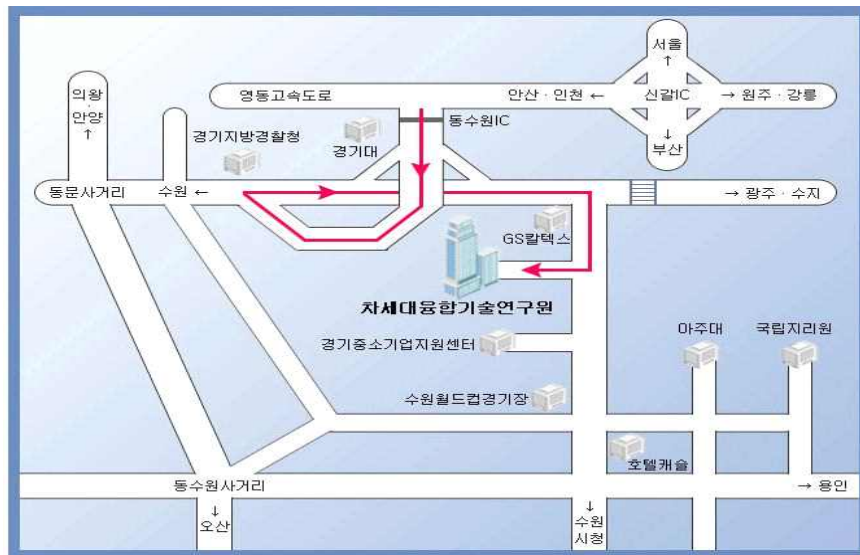 서울
↑
의왕·
안양
↑
영동고속도로
안산·인천 ←
신갈IC
→ 원주·강릉
동수원IC
↓
부산
경기지방경찰청
경기대
동문사거리
수원 ←
→ 광주·수지
GS칼텍스
차세대융합기술연구원
경기중소기업지원센터
아주대
국립지리원
수원월드컵경기장
호텔캐슬
동수원사거리
→ 용인
↓
오산
↓
수원
시청